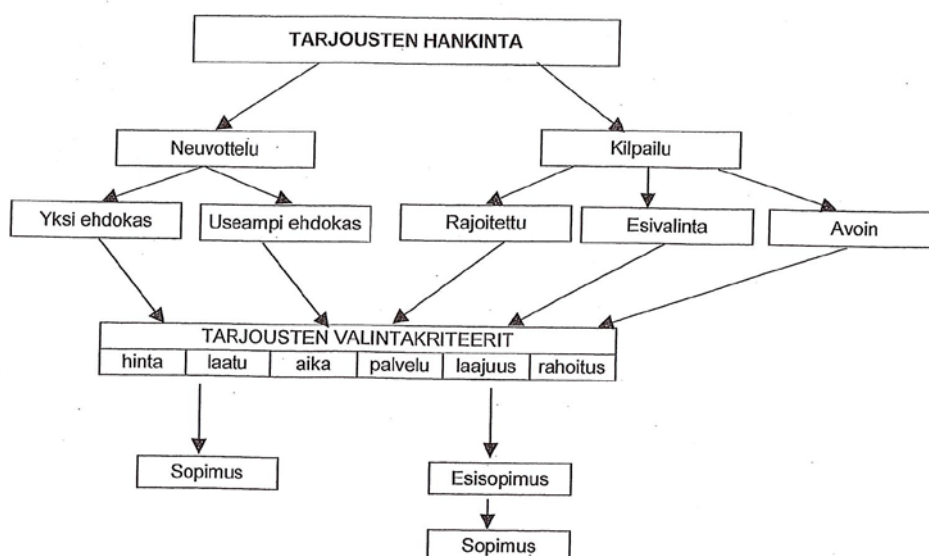 TARJOUSTEN HANKINTA
Neuvottelu
Kilpailu
Yksi ehdokas
Useampi ehdokas
Rajoitettu
Esivalinta
Avoin
TARJOUSTEN VALINTAKRITEERIT
hinta
laatu
aika
palvelu
laajuus
rahoitus
Sopimus
Esisopimus
Sopimus